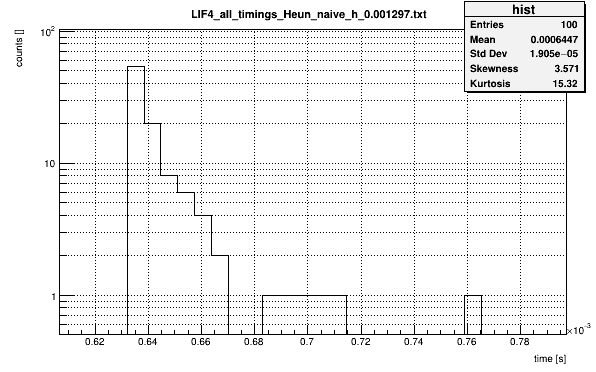 LIF4_all_timings_Heun_naive_h_0.001297.txt
hist
Entries 100
Mean 0.0006447
Std Dev 1.905e−05
Skewness 3.571
Kurtosis 15.32
counts []
10²
10
1
0.62 0.64 0.66 0.68 0.7 0.72 0.74 0.76 0.78
×10⁻³
time [s]